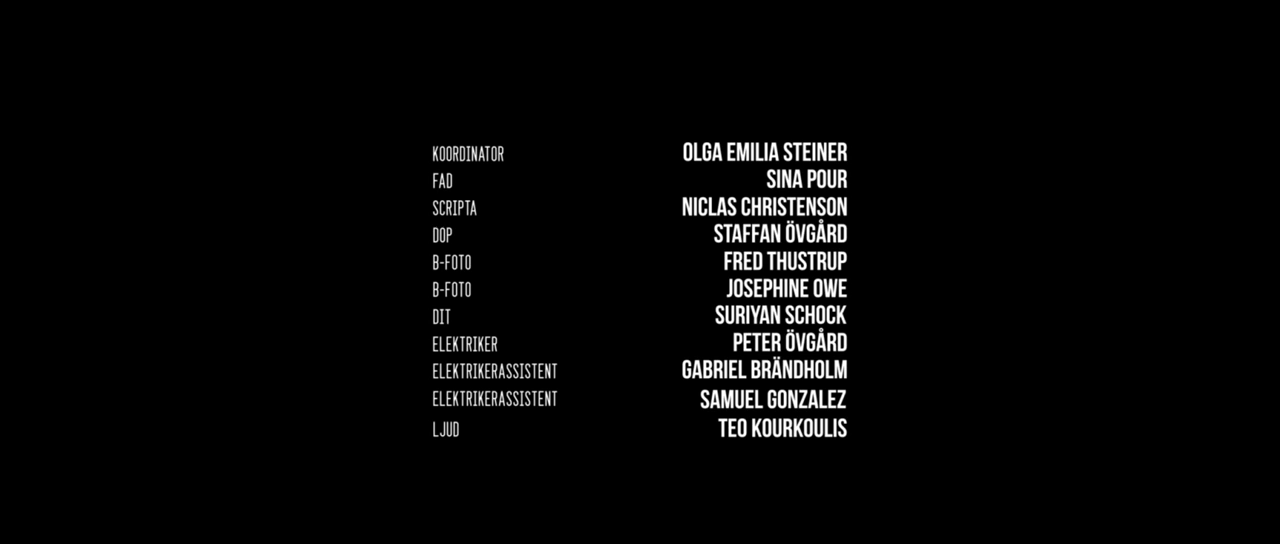 KOORDINATOR OLGA EMILIA STEINER
FAD SINA POUR
SCRIPTA NICLAS CHRISTENSON
DOP STAFFAN ÖVGÅRD
B-FOTO FRED THUSTRUP
B-FOTO JOSEPHINE OWE
DIT SURIYAN SCHOCK
ELEKTRIKER PETER ÖVGÅRD
ELEKTRIKERASSISTENT GABRIEL BRÄNDHOLM
ELEKTRIKERASSISTENT SAMUEL GONZALEZ
LJUD TEO KOURKOULIS